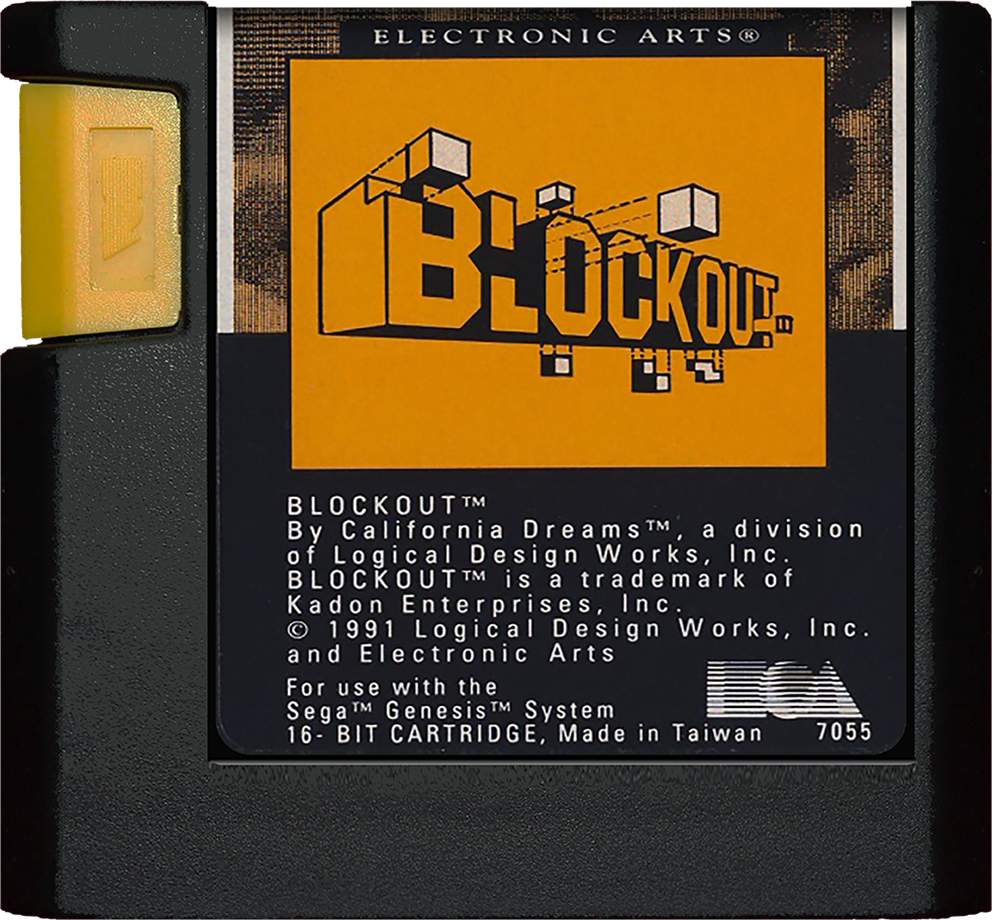 ELECTRONIC ARTS®
BLOCKOUT™
BLOCKOUT™
By California Dreams™, a division
of Logical Design Works, Inc.
BLOCKOUT™ is a trademark of
Kadon Enterprises, Inc.
© 1991 Logical Design Works, Inc.
and Electronic Arts
For use with the
Sega™ Genesis™ System
16- BIT CARTRIDGE, Made in Taiwan
EA
7055